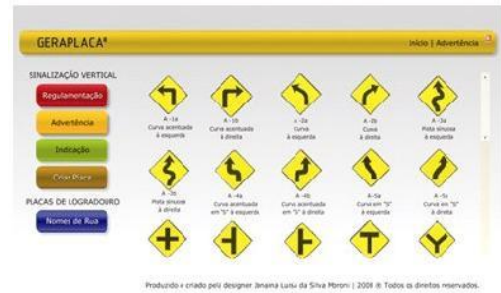 GERAPLACA®
início | Advertência
SINALIZAÇÃO VERTICAL
Regulamentação
Advertência
Indicação
Criar Placa
PLACAS DE LOGRADOURO
Nomes de Rua
A -1a
Curva acentuada
à esquerda
A -1b
Curva acentuada
à direita
A -2a
Curva
à esquerda
A -2b
Curva
à direita
A -3a
Pista sinuosa
à esquerda
A -3b
Pista sinuosa
à direita
A -4a
Curva acentuada
em "S" à esquerda
A -4b
Curva acentuada
em "S" à direita
A -5a
Curva em "S"
à esquerda
Curva em "S"
à direita
Produzido e criado pela designer Janaina Luisa da Silva Moroni | 2008 ® Todos os direitos reservados.